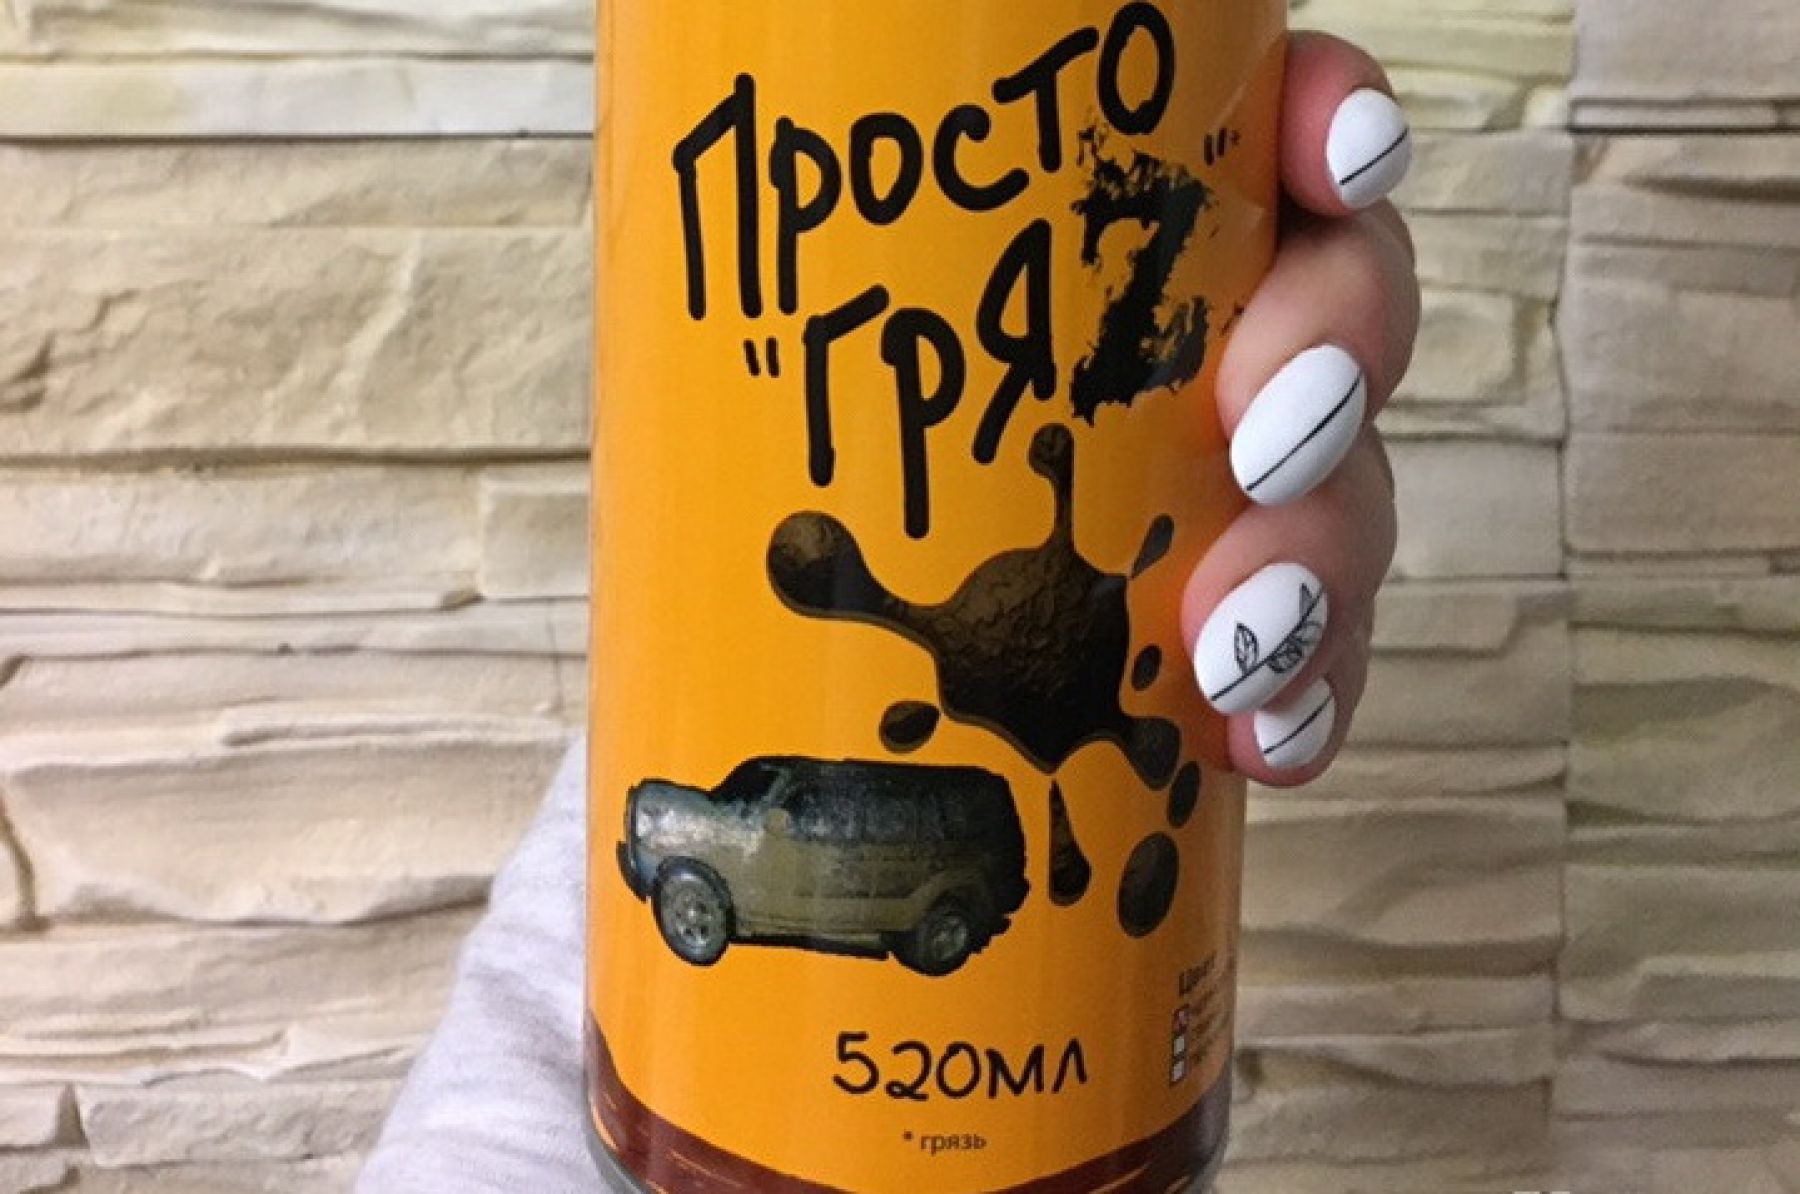 Просто
"гряZ"*
520мл
* грязь